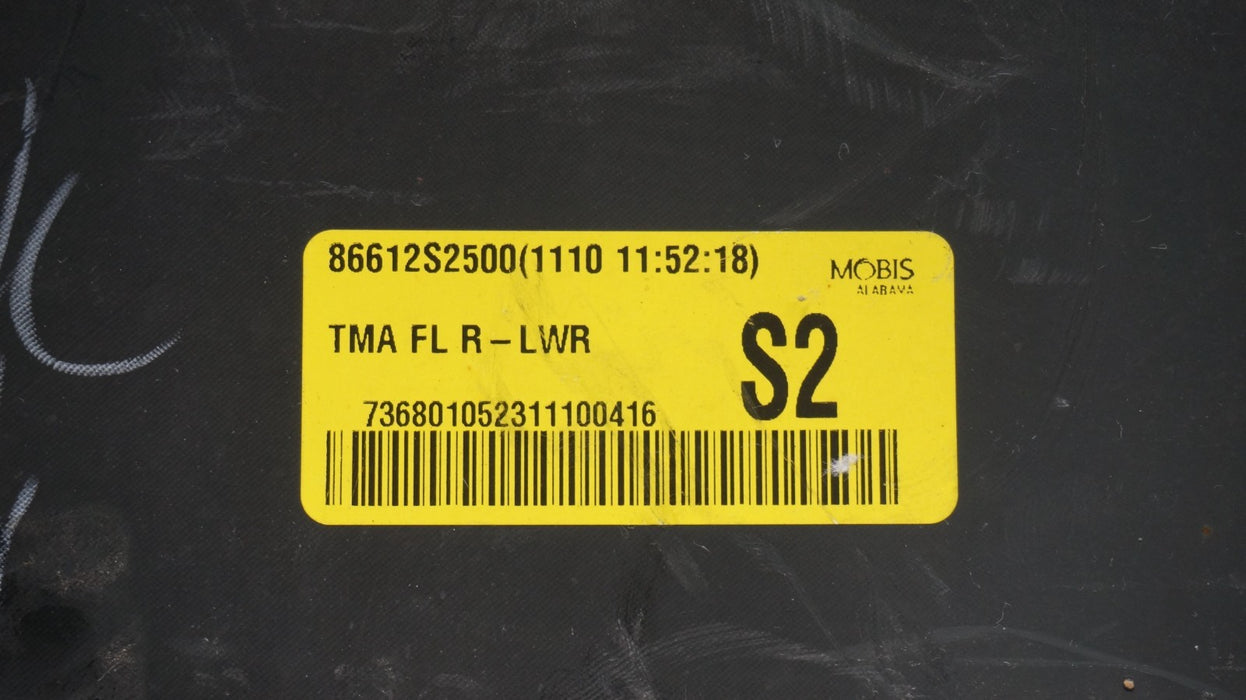 86612S2500(1110 11:52:18)
MOBIS
ALABAMA
TMA FL R-LWR
S2
736801052311100416